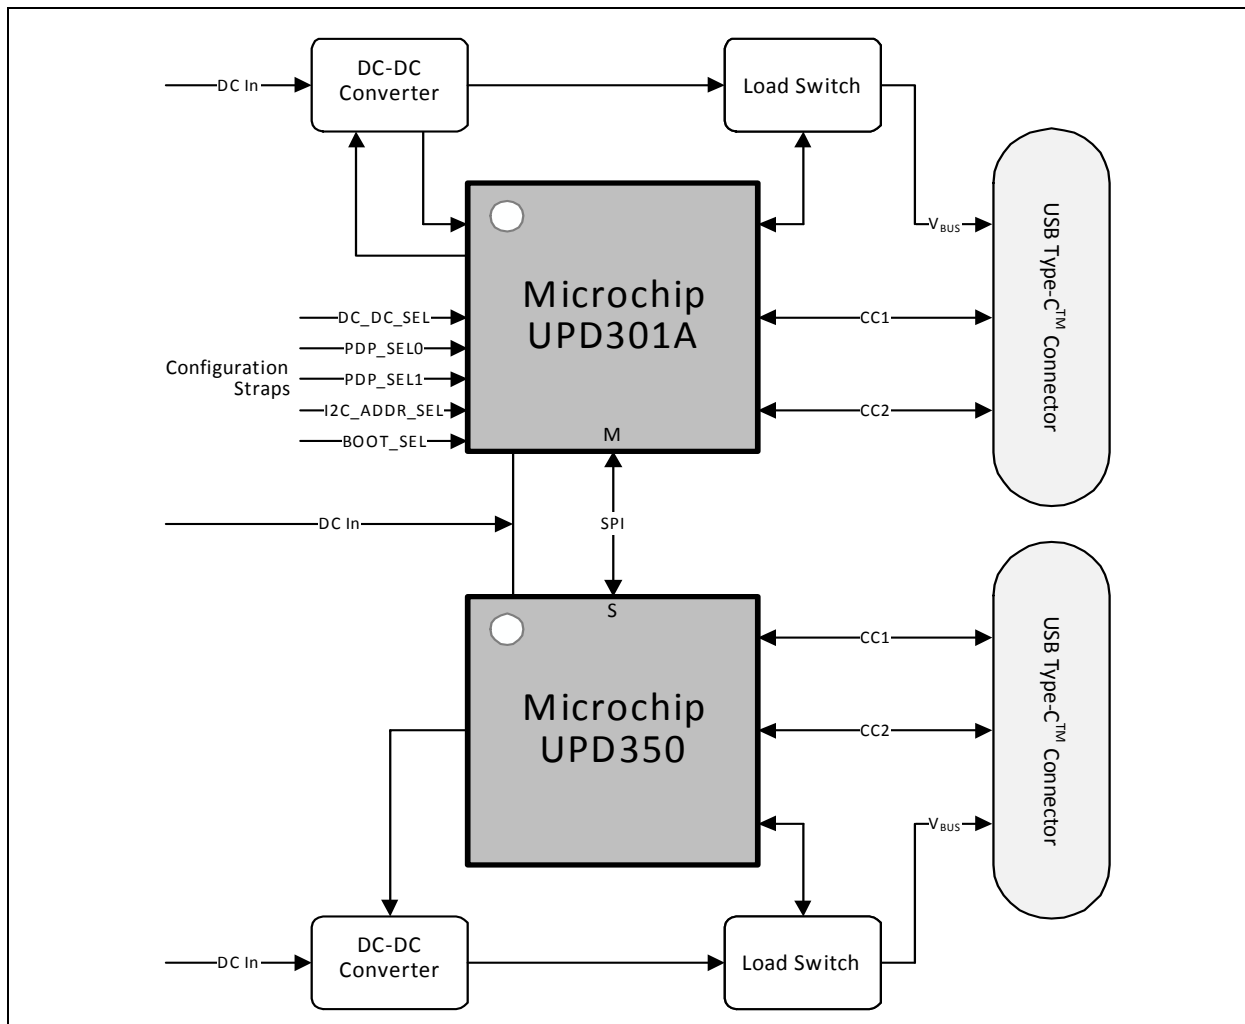 DC In
DC-DC
Converter
Load Switch
VBUS
USB Type-C™ Connector
Microchip
UPD301A
Configuration
Straps
DC_DC_SEL
PDP_SEL0
PDP_SEL1
I2C_ADDR_SEL
BOOT_SEL
CC1
CC2
M
DC In
SPI
S
Microchip
UPD350
CC1
CC2
VBUS
USB Type-C™ Connector
DC In
DC-DC
Converter
Load Switch